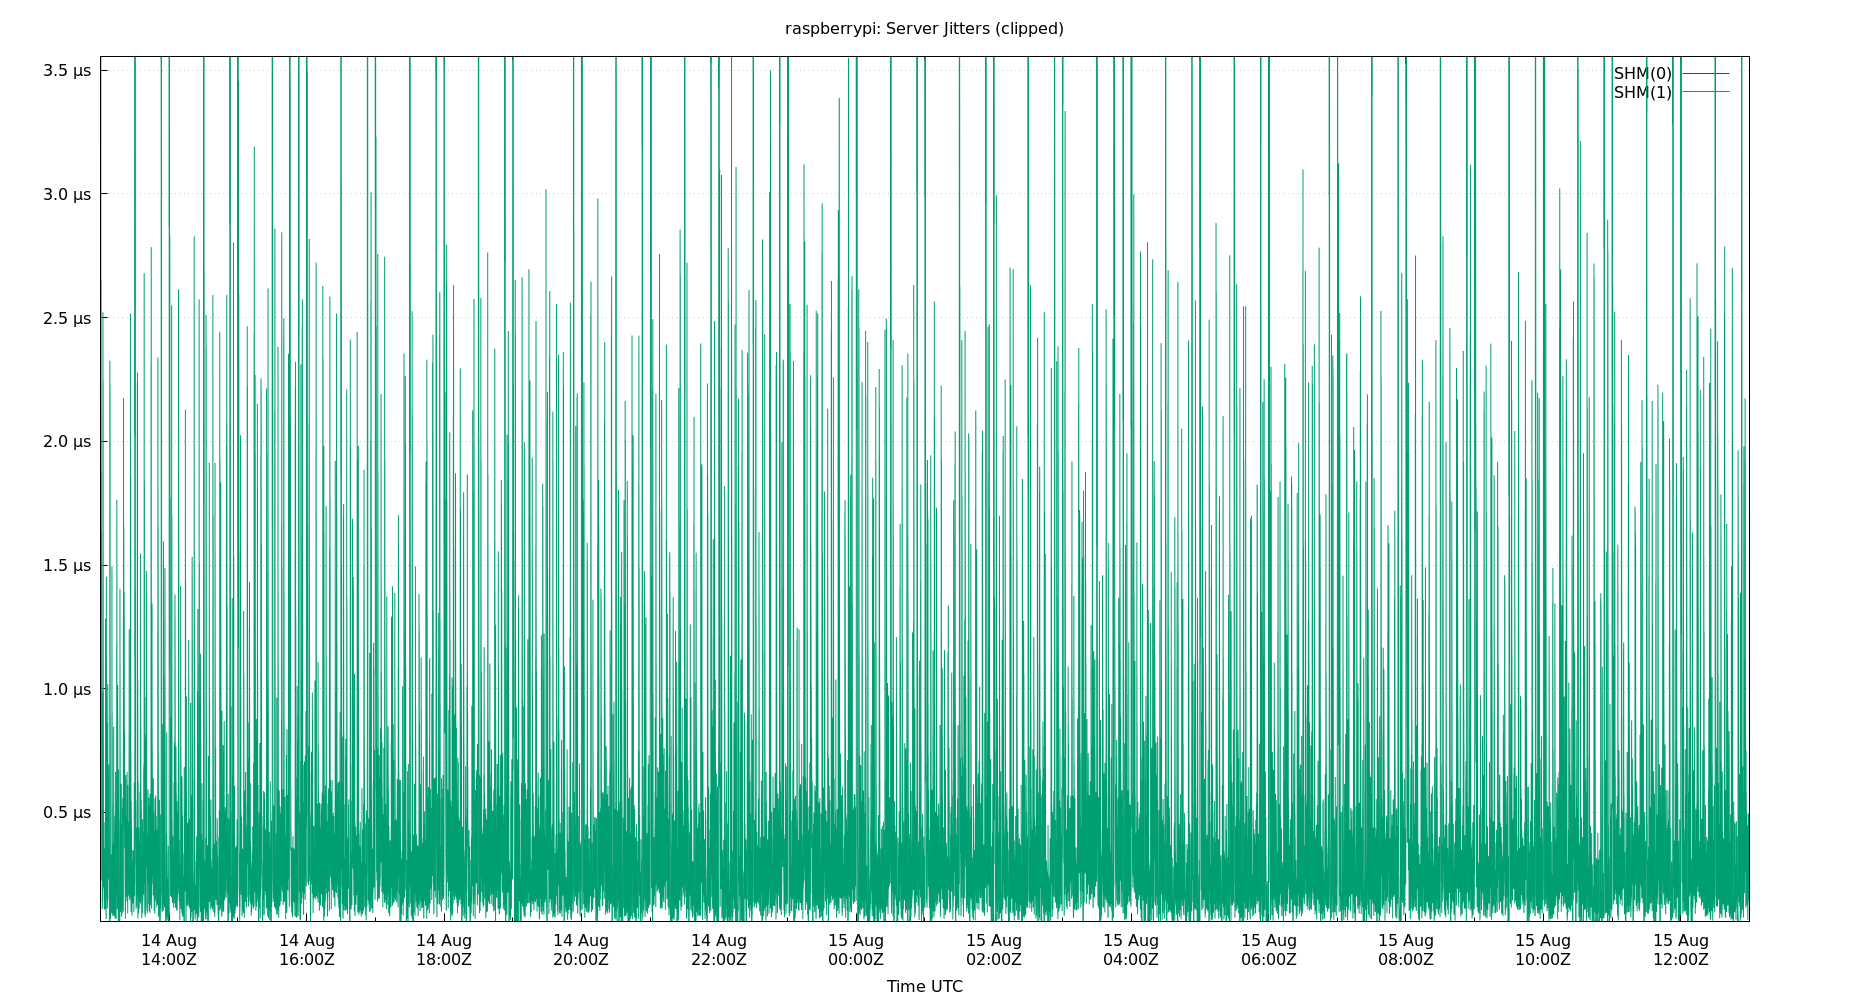 raspberrypi: Server Jitters (clipped)
3.5 µs
3.0 µs
2.5 µs
2.0 µs
1.5 µs
1.0 µs
0.5 µs
SHM(0)
SHM(1)
14 Aug
14:00Z
14 Aug
16:00Z
14 Aug
18:00Z
14 Aug
20:00Z
14 Aug
22:00Z
15 Aug
00:00Z
15 Aug
02:00Z
15 Aug
04:00Z
15 Aug
06:00Z
15 Aug
08:00Z
15 Aug
10:00Z
15 Aug
12:00Z
Time UTC